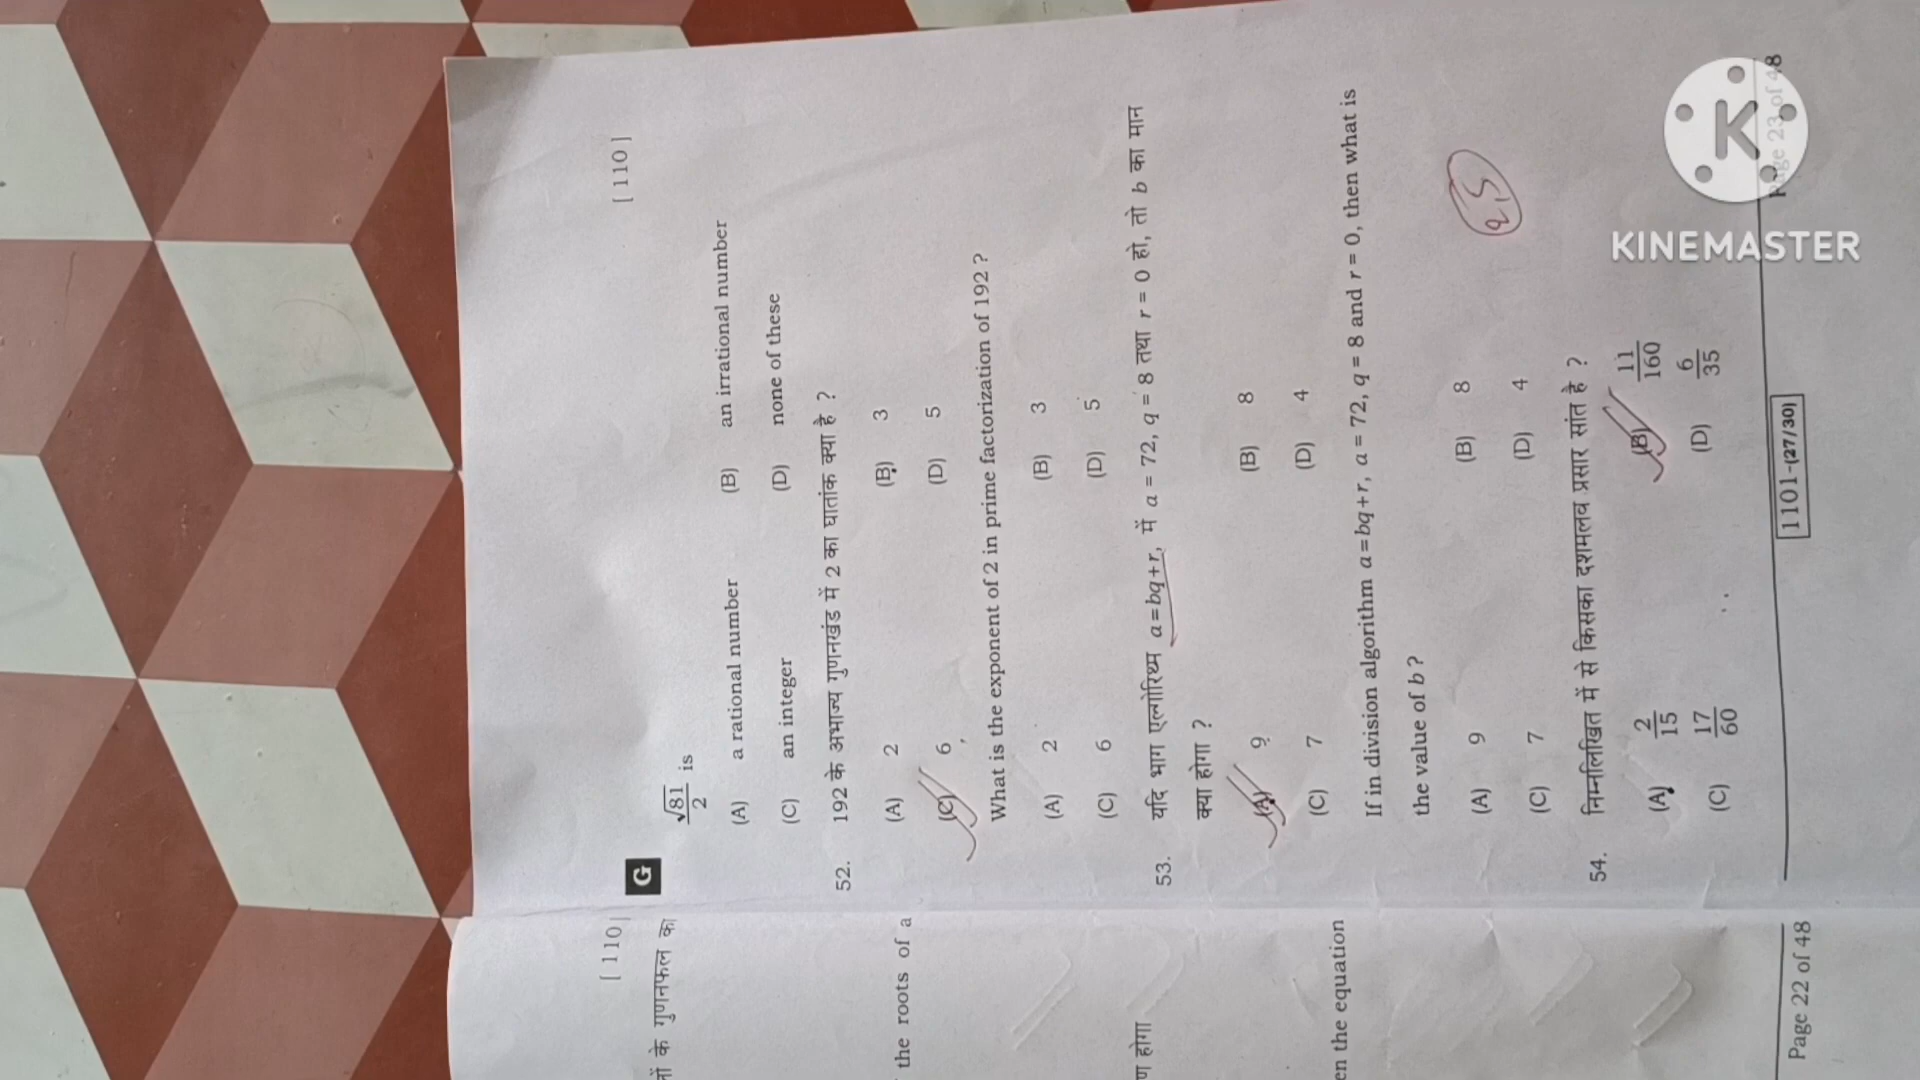 [ 110 ]
ों के गुणनफल का
the roots of a
ण होगा
en the equation
Page 22 of 48
G
[ 110 ]
√81/2 is
(A) a rational number (B) an irrational number
(C) an integer (D) none of these
52. 192 के अभाज्य गुणनखंड में 2 का घातांक क्या है ?
(A) 2 (B) 3
(C) 6 (D) 5
What is the exponent of 2 in prime factorization of 192 ?
(A) 2 (B) 3
(C) 6 (D) 5
53. यदि भाग एल्गोरिथ्म a=bq+r, में a = 72, q = 8 तथा r = 0 हो, तो b का मान
क्या होगा ?
(A) 9 (B) 8
(C) 7 (D) 4
If in division algorithm a=bq+r, a = 72, q = 8 and r = 0, then what is
the value of b ?
(A) 9 (B) 8
(C) 7 (D) 4
54. निम्नलिखित में से किसका दशमलव प्रसार सांत है ?
(A) 2/15 (B) 11/160
(C) 17/60 (D) 6/35
1101-(27/30)
Page 23 of 48
K
KINEMASTER